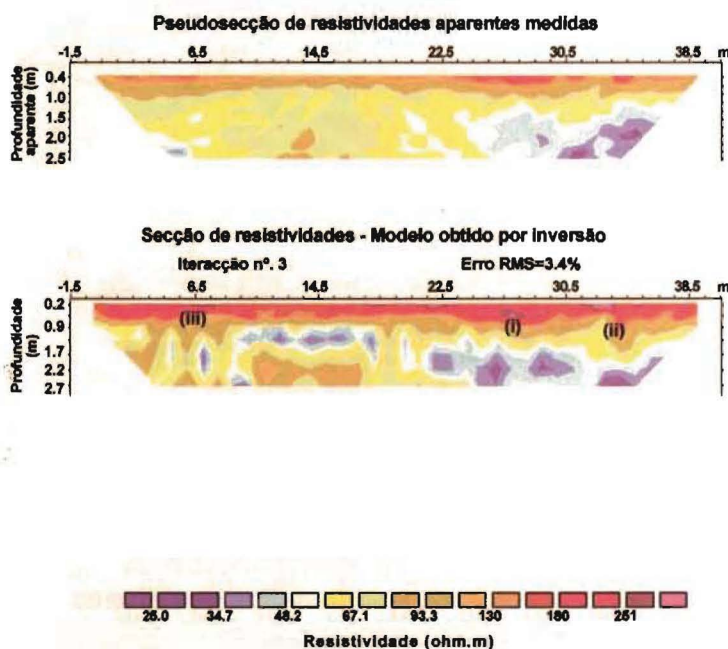 Pseudosecção de resistividades aparentes medidas
-1.5 6.5 14.5 22.5 30.5 38.5 m
Profundidade
aparente (m)
0.4
1.0
1.5
2.0
2.5
Secção de resistividades - Modelo obtido por inversão
Iteracção nº. 3 Erro RMS=3.4%
-1.5 6.5 14.5 22.5 30.5 38.5 m
Profundidade
(m)
0.2
0.9
1.7
2.2
2.7
(iii) (i) (ii)
25.0 34.7 48.2 67.1 93.3 130 180 251
Resistividade (ohm.m)